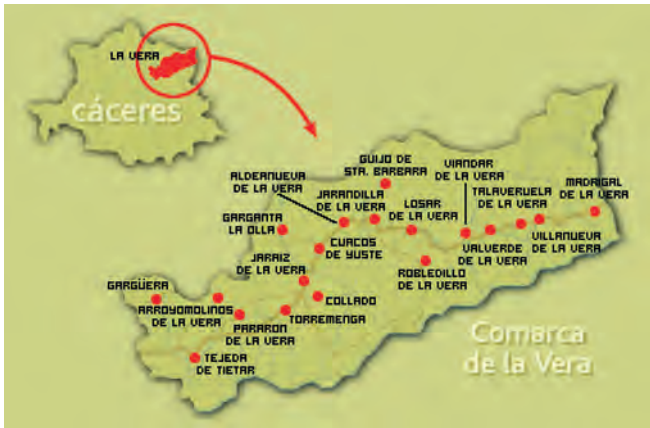 LA VERA
cáceres
GUIJO DE
STA. BARBARA
VIANDAR
DE LA VERA
ALDEANUEVA
DE LA VERA
JARANDILLA
DE LA VERA
TALAVERUELA
DE LA VERA
MADRIGAL
DE LA VERA
LOSAR
DE LA VERA
GARGANTA
LA OLLA
CUACOS
DE YUSTE
VALVERDE
DE LA VERA
VILLANUEVA
DE LA VERA
JARAIZ
DE LA VERA
ROBLEDILLO
DE LA VERA
GARGÜERA
COLLADO
ARROYOMOLINOS
DE LA VERA
TORREMENGA
PARARON
DE LA VERA
TEJEDA
DE TIETAR
Comarca
de la Vera